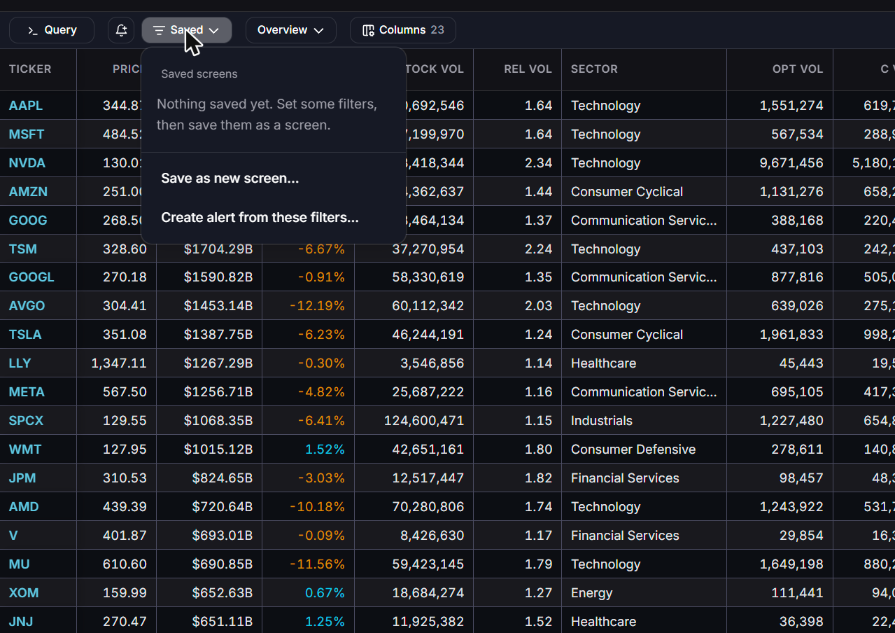 Query Saved Overview Columns 23
TICKER PRIC TOCK VOL REL VOL SECTOR OPT VOL C V
Saved screens
Nothing saved yet. Set some filters,
then save them as a screen.
Save as new screen...
Create alert from these filters...
AAPL 344.8 ,692,546 1.64 Technology 1,551,274 619,
MSFT 484.5 ,199,970 1.64 Technology 567,534 288,
NVDA 130.0 ,418,344 2.34 Technology 9,671,456 5,180,
AMZN 251.0 ,362,637 1.44 Consumer Cyclical 1,131,276 658,
GOOG 268.5 ,464,134 1.37 Communication Servic... 388,168 220,
TSM 328.60 $1704.29B -6.67% 37,270,954 2.24 Technology 437,103 242,
GOOGL 270.18 $1590.82B -0.91% 58,330,619 1.35 Communication Servic... 877,816 505,
AVGO 304.41 $1453.14B -12.19% 60,112,342 2.03 Technology 639,026 275,
TSLA 351.08 $1387.75B -6.23% 46,244,191 1.24 Consumer Cyclical 1,961,833 998,
LLY 1,347.11 $1267.29B -0.30% 3,546,856 1.14 Healthcare 45,443 19,
META 567.50 $1256.71B -4.82% 25,687,222 1.16 Communication Servic... 695,105 417,
SPCX 129.55 $1068.35B -6.41% 124,600,471 1.15 Industrials 1,227,480 654,
WMT 127.95 $1015.12B 1.52% 42,651,161 1.80 Consumer Defensive 278,611 140,
JPM 310.53 $824.65B -3.03% 12,517,447 1.82 Financial Services 98,457 48,
AMD 439.39 $720.64B -10.18% 70,280,806 1.74 Technology 1,243,922 531,
V 401.87 $693.01B -0.09% 8,426,630 1.17 Financial Services 29,854 16,
MU 610.60 $690.85B -11.56% 59,423,145 1.79 Technology 1,649,198 880,
XOM 159.99 $652.63B 0.67% 18,684,274 1.27 Energy 111,441 94,
JNJ 270.47 $651.11B 1.25% 11,925,382 1.52 Healthcare 36,398 22,